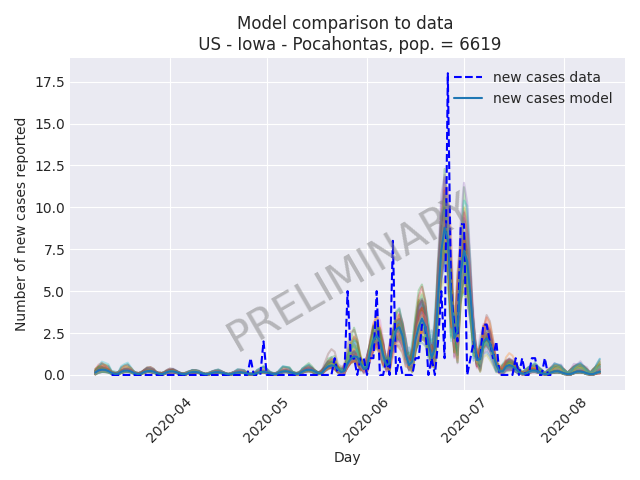 Model comparison to data
US - Iowa - Pocahontas, pop. = 6619
new cases data
new cases model
17.5
15.0
12.5
10.0
7.5
5.0
2.5
0.0
Number of new cases reported
PRELIMINARY
2020-04
2020-05
2020-06
2020-07
2020-08
Day